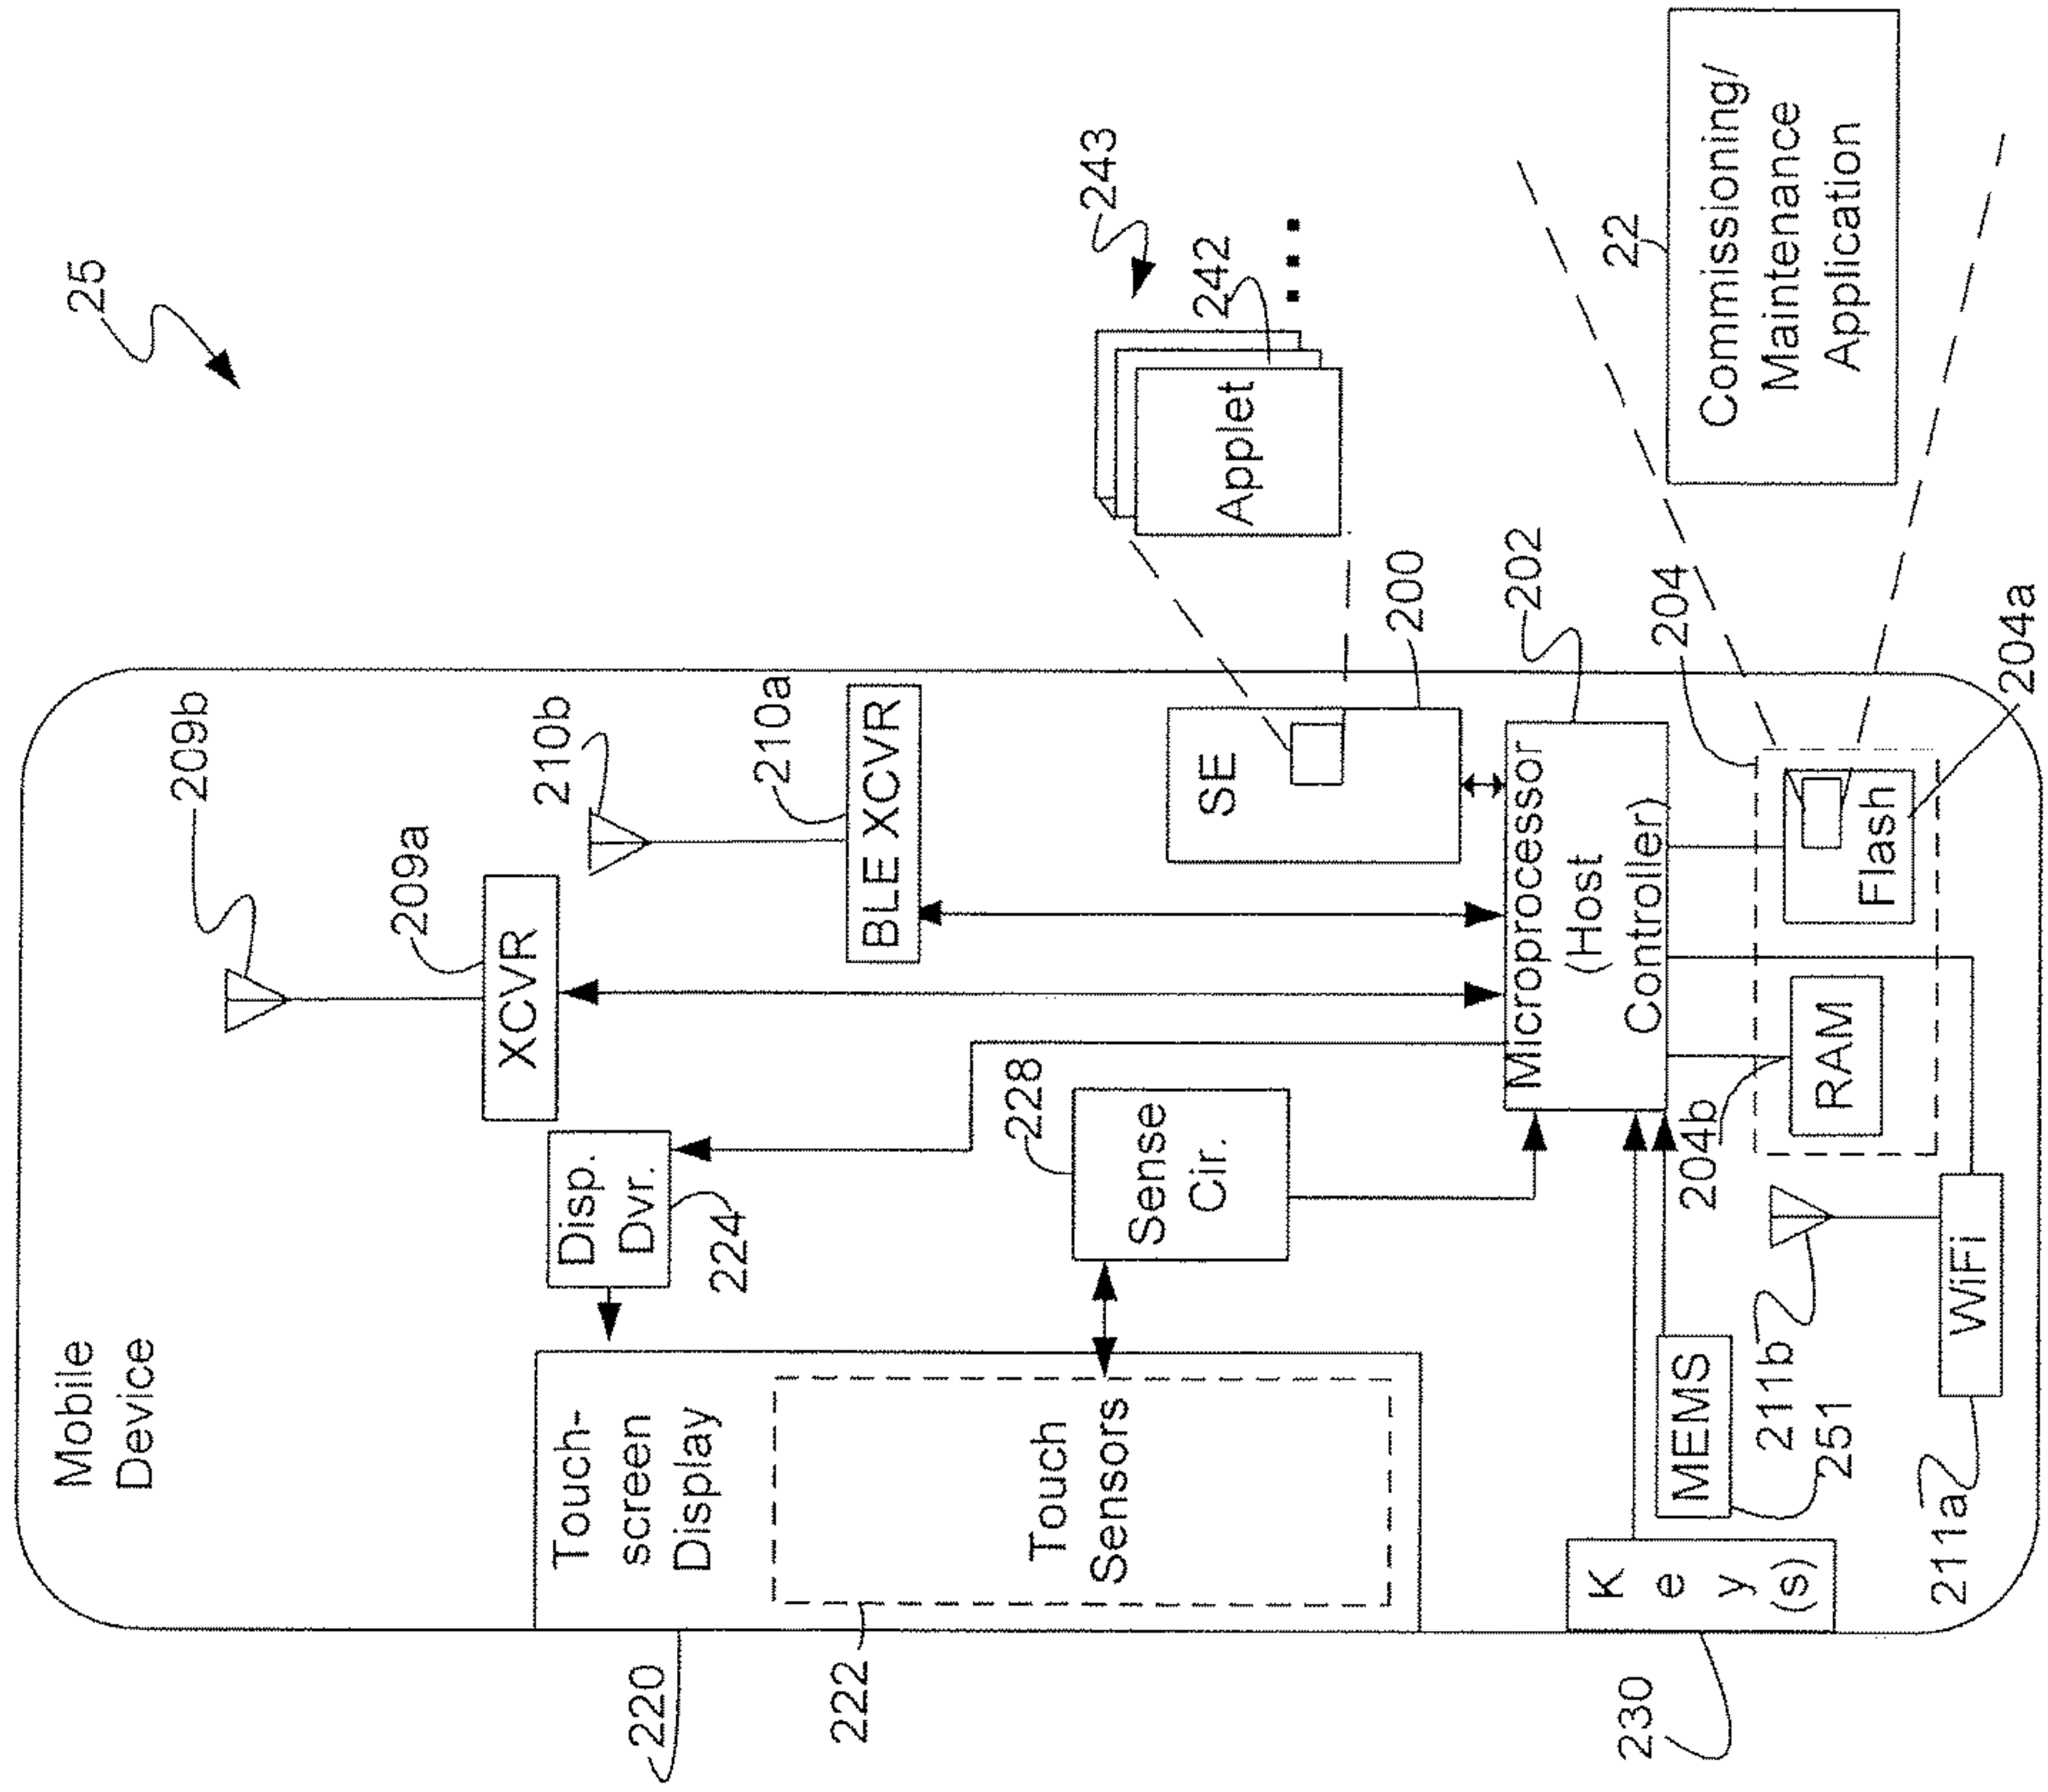 25
Mobile
Device
209b
209a
XCVR
210b
210a
BLE XCVR
Disp.
Dvr.
224
Touch-
screen
Display
Touch
Sensors
220
222
228
Sense
Cir.
243
242
Applet
SE
200
202
Microprocessor
(Host
Controller)
204
204a
Flash
204b
RAM
22
Commissioning/
Maintenance
Application
MEMS
251
211b
WiFi
211a
K
e
y
(s)
230